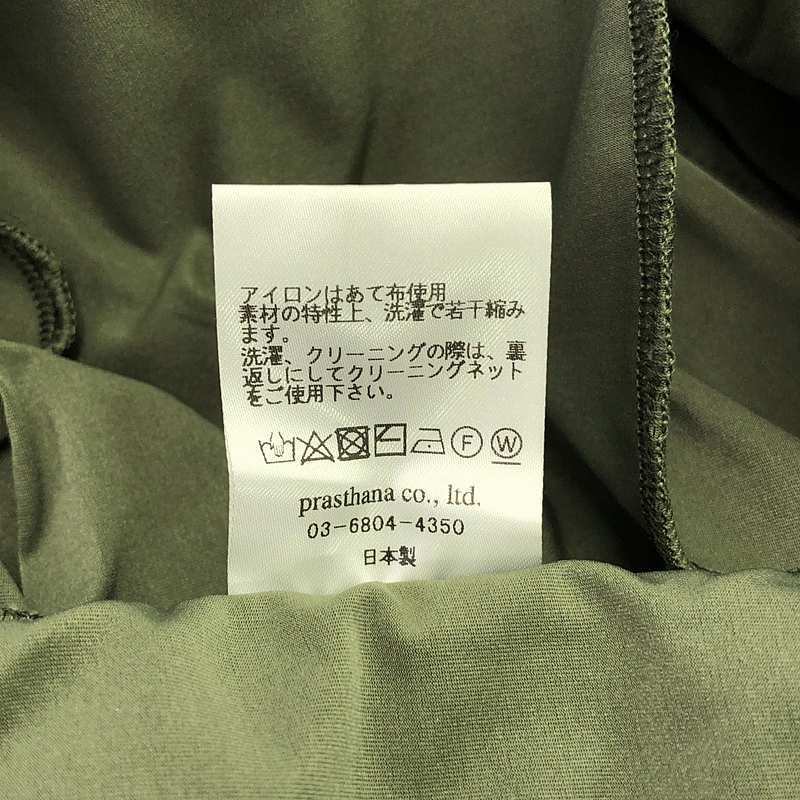 アイロンはあて布使用
素材の特性上、洗濯で若干縮み
ます。
洗濯、クリーニングの際は、裏
返しにしてクリーニングネット
をご使用下さい。
F
W
prasthana co., ltd.
03-6804-4350
日本製